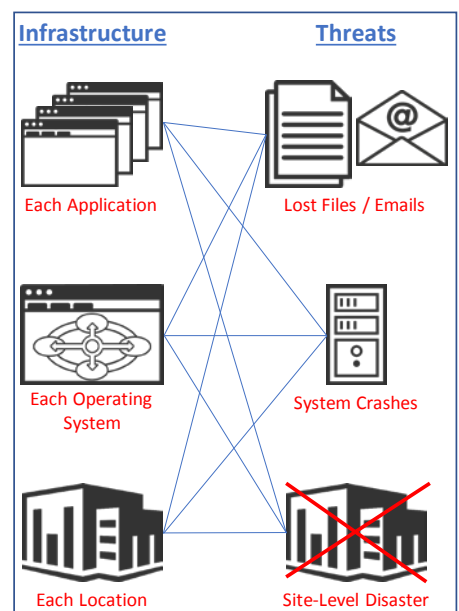 Infrastructure
Threats
@
Each Application
Lost Files / Emails
Each Operating
System
System Crashes
Each Location
Site-Level Disaster